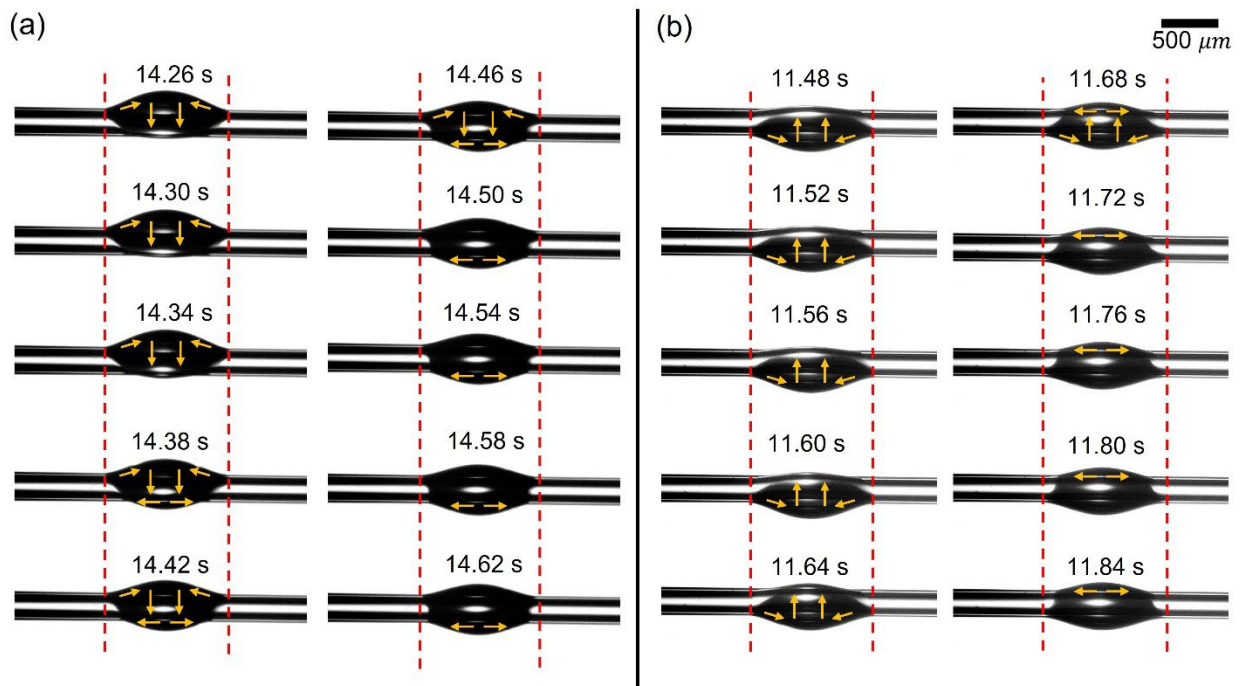 (a)
14.26 s
14.46 s
14.30 s
14.50 s
14.34 s
14.54 s
14.38 s
14.58 s
14.42 s
14.62 s
(b)
500 μm
11.48 s
11.68 s
11.52 s
11.72 s
11.56 s
11.76 s
11.60 s
11.80 s
11.64 s
11.84 s